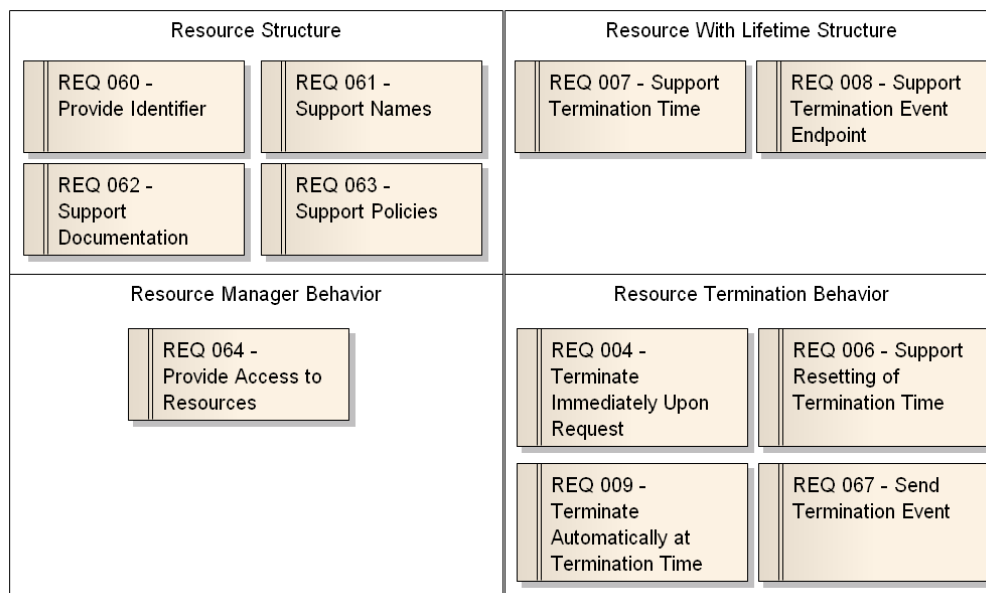 Resource Structure
REQ 060 -
Provide Identifier
REQ 061 -
Support Names
REQ 062 -
Support
Documentation
REQ 063 -
Support Policies
Resource With Lifetime Structure
REQ 007 - Support
Termination Time
REQ 008 - Support
Termination Event
Endpoint
Resource Manager Behavior
REQ 064 -
Provide Access to
Resources
Resource Termination Behavior
REQ 004 -
Terminate
Immediately Upon
Request
REQ 006 - Support
Resetting of
Termination Time
REQ 009 -
Terminate
Automatically at
Termination Time
REQ 067 - Send
Termination Event